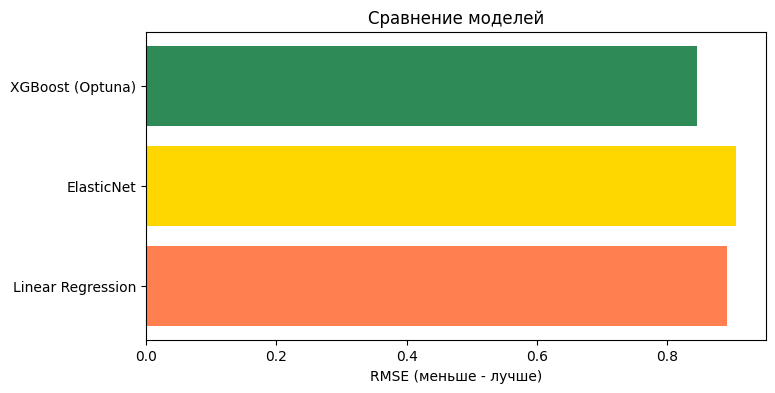 Сравнение моделей
XGBoost (Optuna)
ElasticNet
Linear Regression
0.0 0.2 0.4 0.6 0.8
RMSE (меньше - лучше)